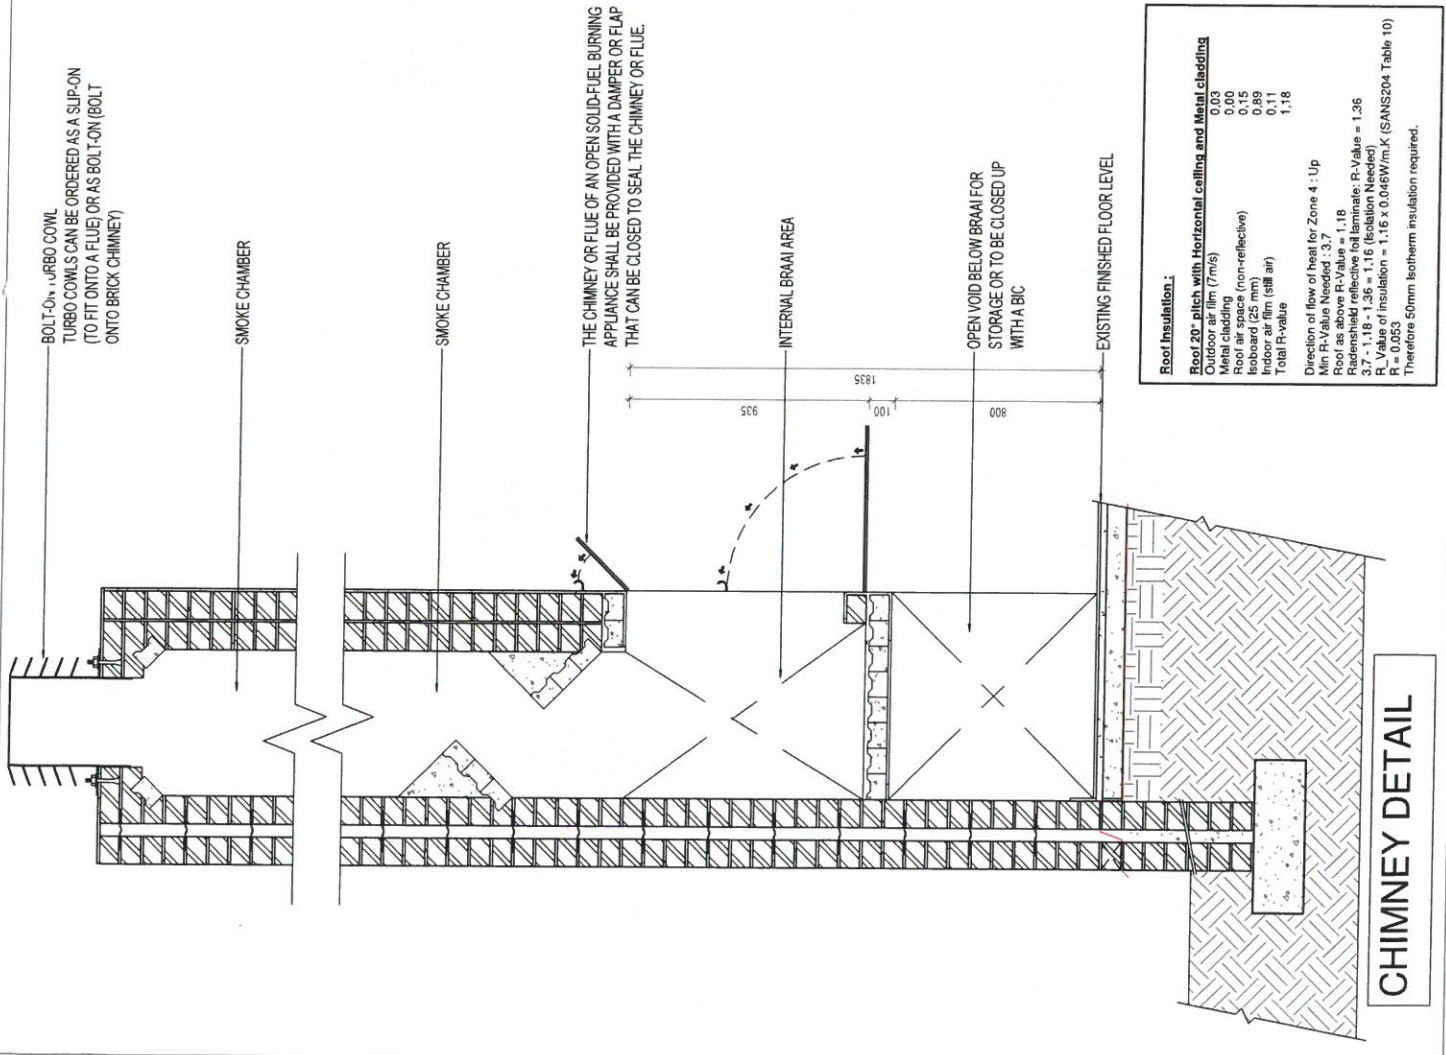 TURBO COWL
TURBO COWLS CAN BE ORDERED AS A SLIP-ON
(TO FIT ONTO A FLUE) OR AS BOLT-ON (BOLT
ONTO BRICK CHIMNEY)
SMOKE CHAMBER
SMOKE CHAMBER
THE CHIMNEY OR FLUE OF AN OPEN SOLID-FUEL BURNING
APPLIANCE SHALL BE PROVIDED WITH A DAMPER OR FLAP
THAT CAN BE CLOSED TO SEAL THE CHIMNEY OR FLUE.
1835
935
100
800
INTERNAL BRAAI AREA
OPEN VOID BELOW BRAAI FOR
STORAGE OR TO BE CLOSED UP
WITH A BIC
EXISTING FINISHED FLOOR LEVEL
CHIMNEY DETAIL
Roof Insulation :
Roof 20° pitch with Horizontal ceiling and Metal cladding
Outdoor air film (7m/s) 0,03
Metal cladding 0,00
Roof air space (non-reflective) 0,15
Isoboard (25 mm) 0,89
Indoor air film (still air) 0,11
Total R-value 1,18
Direction of flow of heat for Zone 4 : Up
Min R-Value Needed : 3.7
Roof as above R-Value = 1,18
Radenshield reflective foil laminate: R-Value = 1.36
3.7 - 1,18 - 1,36 = 1,16 (Isolation Needed)
R_Value of insulation = 1.16 x 0.046W/m.K (SANS204 Table 10)
R = 0.053
Therefore 50mm Isotherm insulation required.